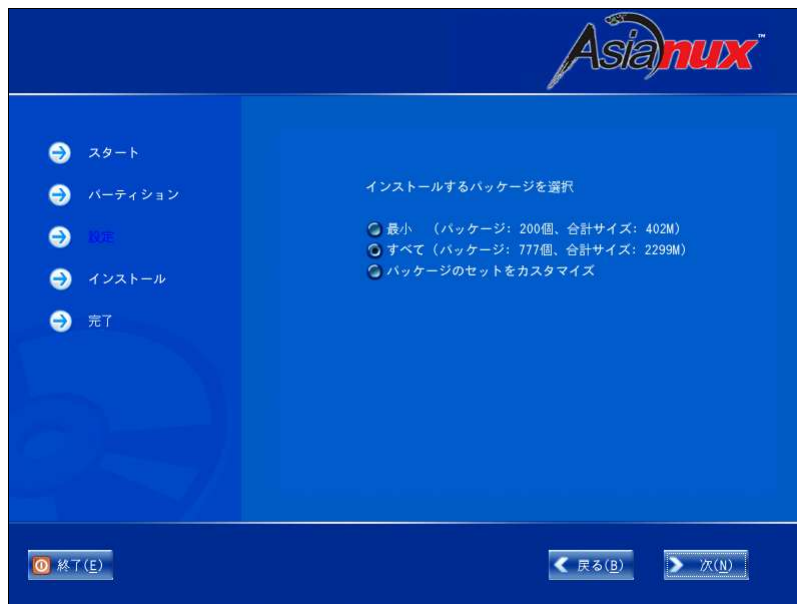 Asianux™
スタート
パーティション
設定
インストール
完了
インストールするパッケージを選択
最小 (パッケージ: 200個、合計サイズ: 402M)
すべて (パッケージ: 777個、合計サイズ: 2299M)
パッケージのセットをカスタマイズ
終了(E)
戻る(B)
次(N)